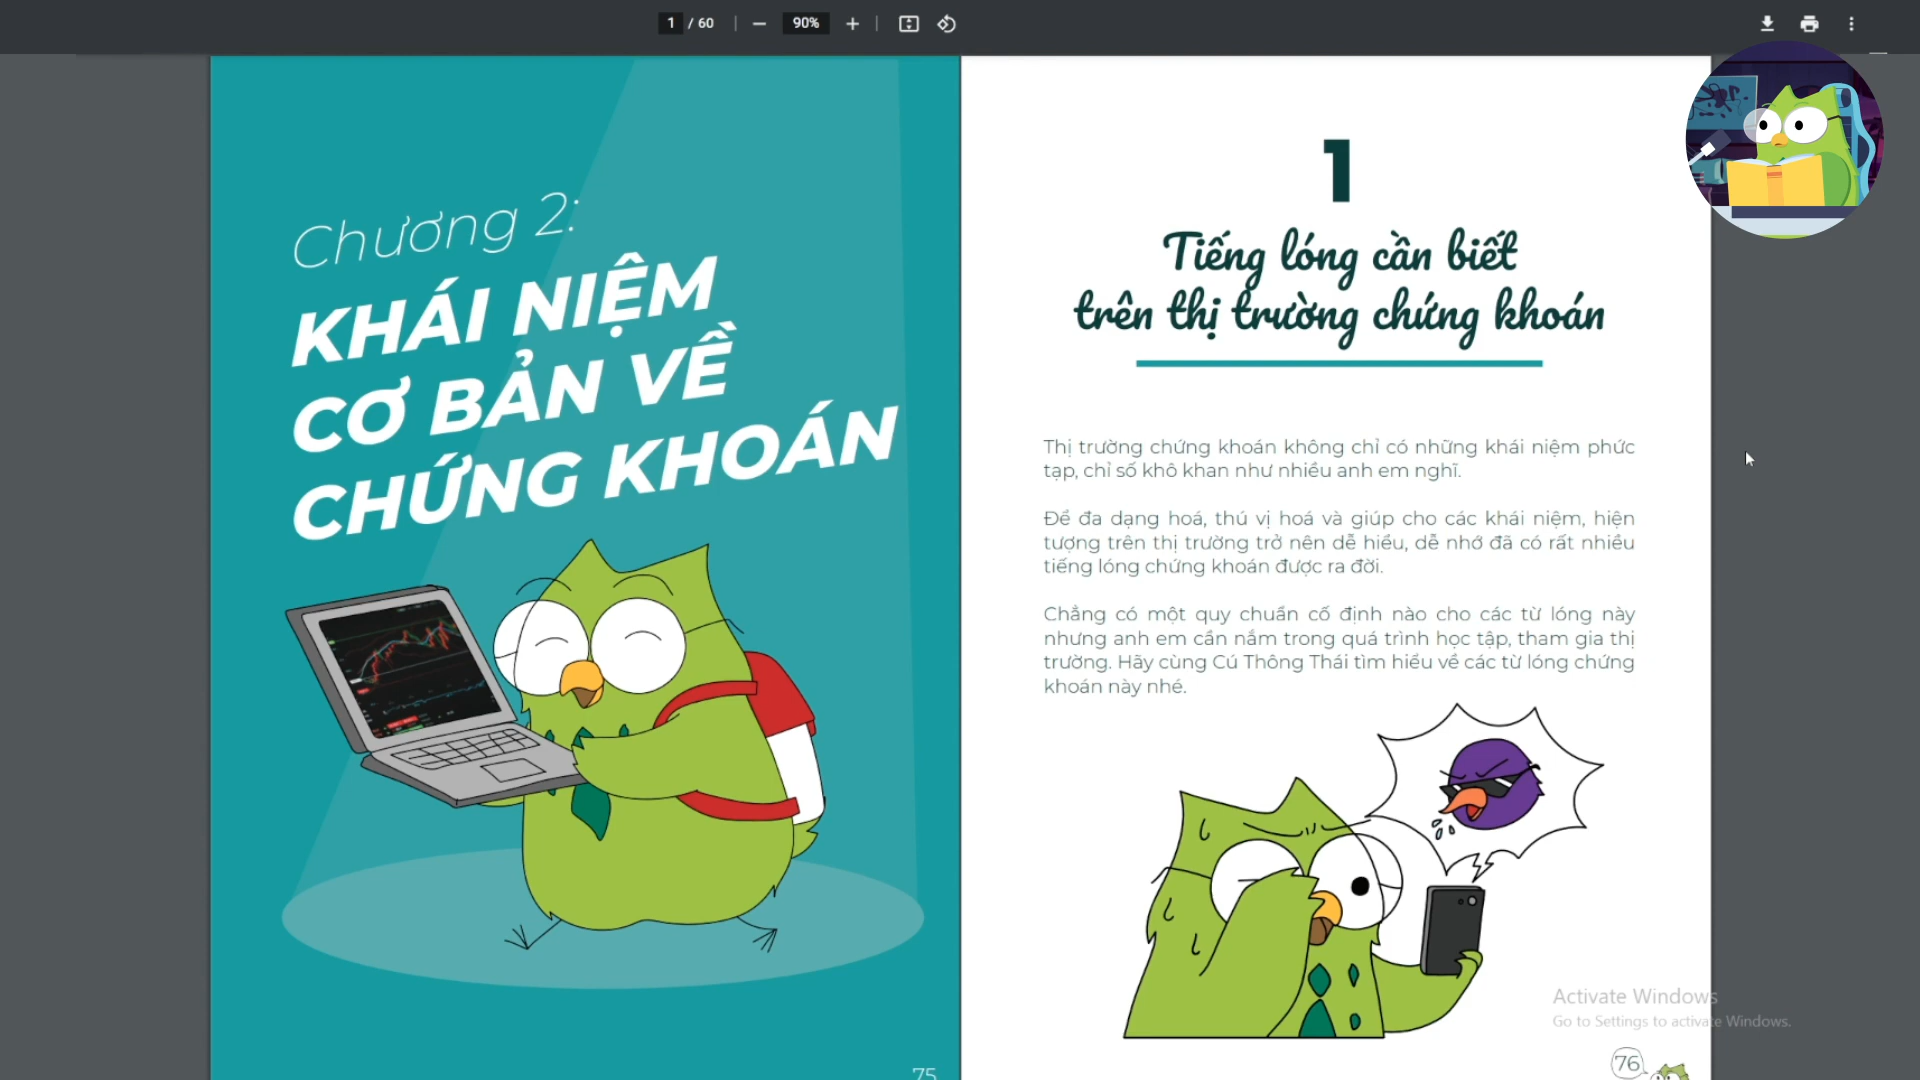 1 / 60
90%
Chương 2:
KHÁI NIỆM
CƠ BẢN VỀ
CHỨNG KHOÁN
75
1
Tiếng lóng cần biết
trên thị trường chứng khoán
Thị trường chứng khoán không chỉ có những khái niệm phức
tạp, chỉ số khô khan như nhiều anh em nghĩ.
Để đa dạng hoá, thú vị hoá và giúp cho các khái niệm, hiện
tượng trên thị trường trở nên dễ hiểu, dễ nhớ đã có rất nhiều
tiếng lóng chứng khoán được ra đời.
Chẳng có một quy chuẩn cố định nào cho các từ lóng này
nhưng anh em cần nắm trong quá trình học tập, tham gia thị
trường. Hãy cùng Cú Thông Thái tìm hiểu về các từ lóng chứng
khoán này nhé.
Activate Windows
Go to Settings to activate Windows.
76